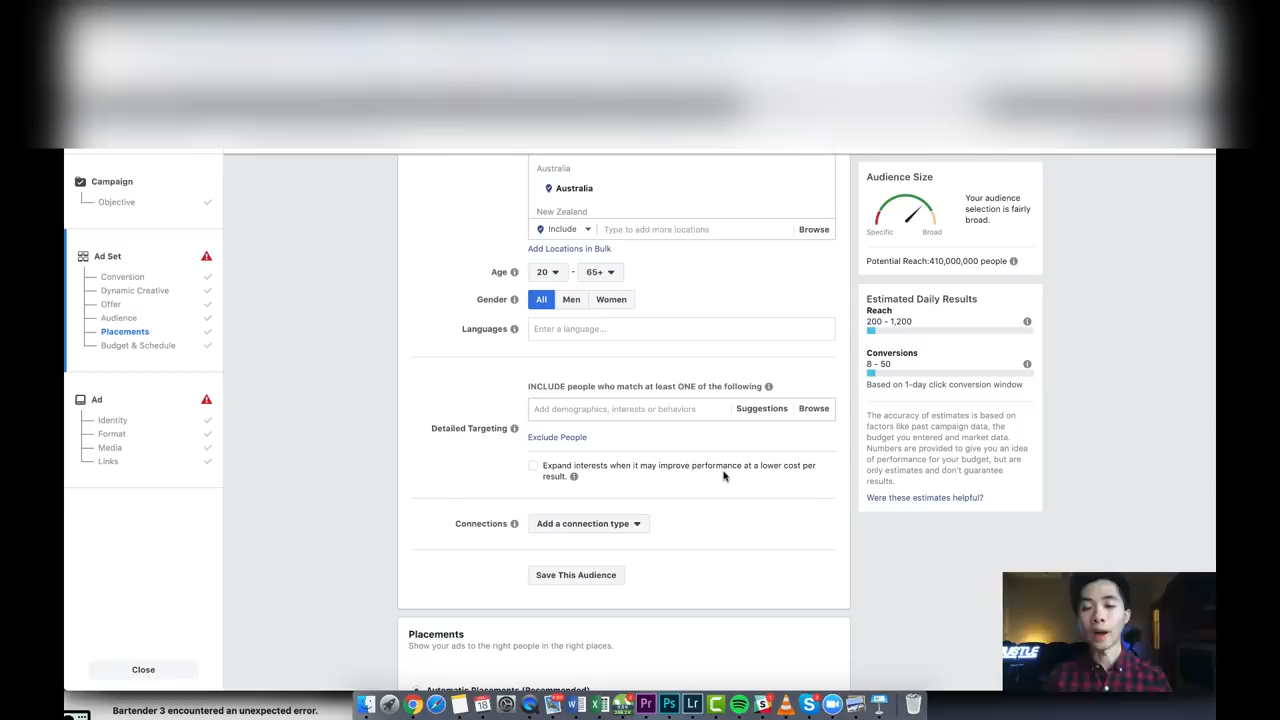 Campaign
Objective
Ad Set
Conversion
Dynamic Creative
Offer
Audience
Placements
Budget & Schedule
Ad
Identity
Format
Media
Links
Close
Australia
Australia
New Zealand
Include
Type to add more locations
Browse
Add Locations in Bulk
Age
20
-
65+
Gender
All
Men
Women
Languages
Enter a language...
INCLUDE people who match at least ONE of the following
Add demographics, interests or behaviors
Suggestions
Browse
Detailed Targeting
Exclude People
Expand interests when it may improve performance at a lower cost per
result.
Connections
Add a connection type
Save This Audience
Placements
Show your ads to the right people in the right places.
Automatic Placements (Recommended)
Audience Size
Your audience
selection is fairly
broad.
Specific
Broad
Potential Reach:410,000,000 people
Estimated Daily Results
Reach
200 - 1,200
Conversions
8 - 50
Based on 1-day click conversion window
The accuracy of estimates is based on
factors like past campaign data, the
budget you entered and market data.
Numbers are provided to give you an idea
of performance for your budget, but are
only estimates and don't guarantee
results.
Were these estimates helpful?
Bartender 3 encountered an unexpected error.
18
Pr
Ps
Lr